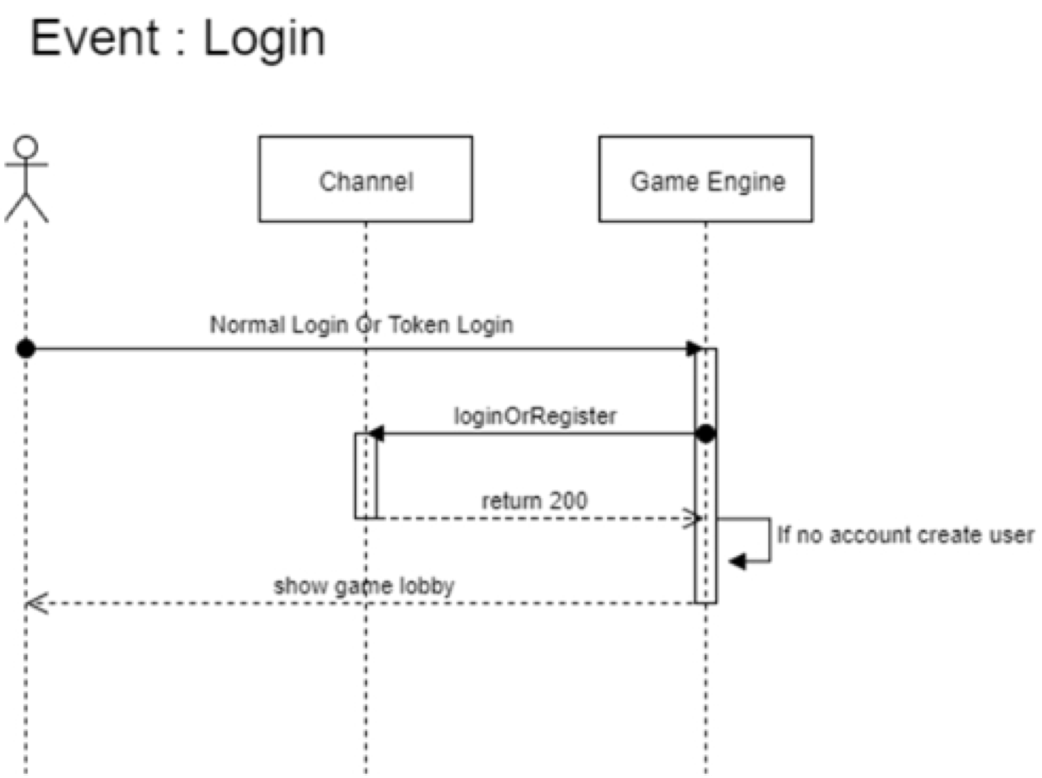 Event : Login
Channel
Game Engine
Normal Login Or Token Login
loginOrRegister
return 200
If no account create user
show game lobby